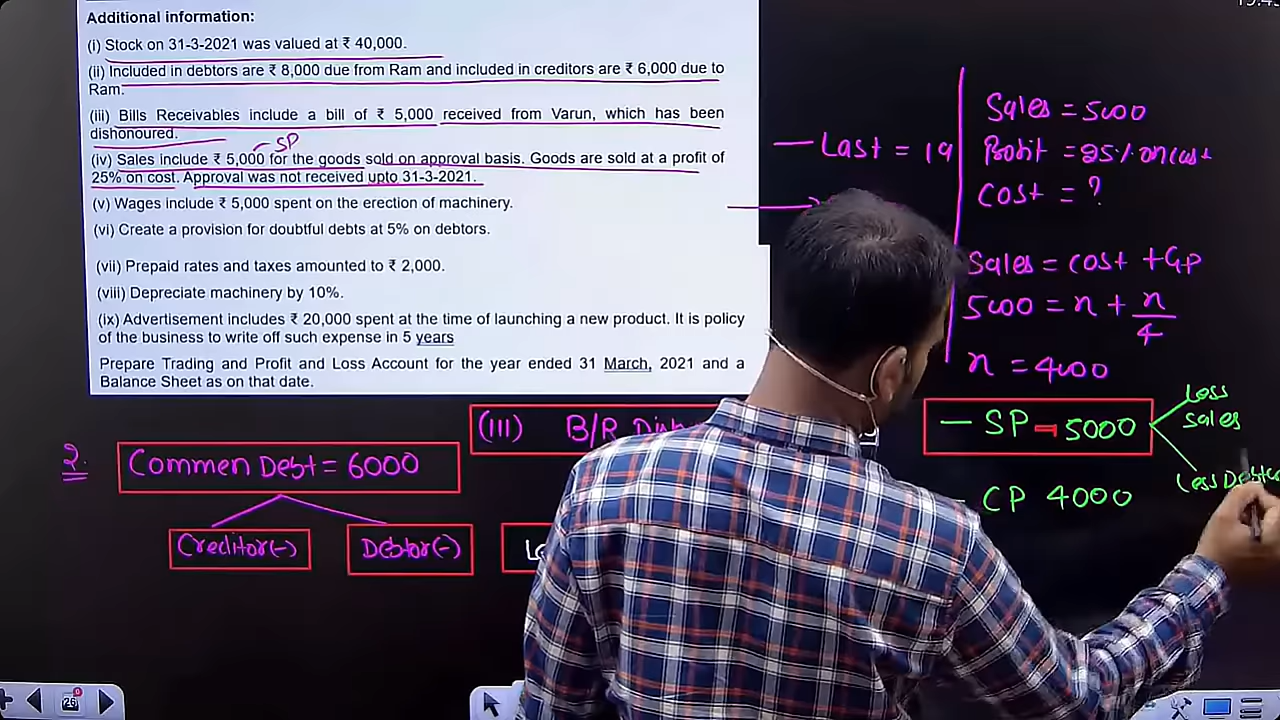 Additional information:
(i) Stock on 31-3-2021 was valued at ₹ 40,000.
(ii) Included in debtors are ₹ 8,000 due from Ram and included in creditors are ₹ 6,000 due to
Ram.
(iii) Bills Receivables include a bill of ₹ 5,000 received from Varun, which has been
dishonoured.
SP
(iv) Sales include ₹ 5,000 for the goods sold on approval basis. Goods are sold at a profit of
25% on cost. Approval was not received upto 31-3-2021.
(v) Wages include ₹ 5,000 spent on the erection of machinery.
(vi) Create a provision for doubtful debts at 5% on debtors.
(vii) Prepaid rates and taxes amounted to ₹ 2,000.
(viii) Depreciate machinery by 10%.
(ix) Advertisement includes ₹ 20,000 spent at the time of launching a new product. It is policy
of the business to write off such expense in 5 years
Prepare Trading and Profit and Loss Account for the year ended 31 March, 2021 and a
Balance Sheet as on that date.
— Last = 19
Sales = 5000
Profit = 25% on cost
Cost = ?
Sales = cost + GP
5000 = n + n/4
n = 4000
(III) B/R
— SP - 5000
Less
Sales
Less
CP 4000
2.
Commen Debt = 6000
Creditor(-)
Debtor(-)
26